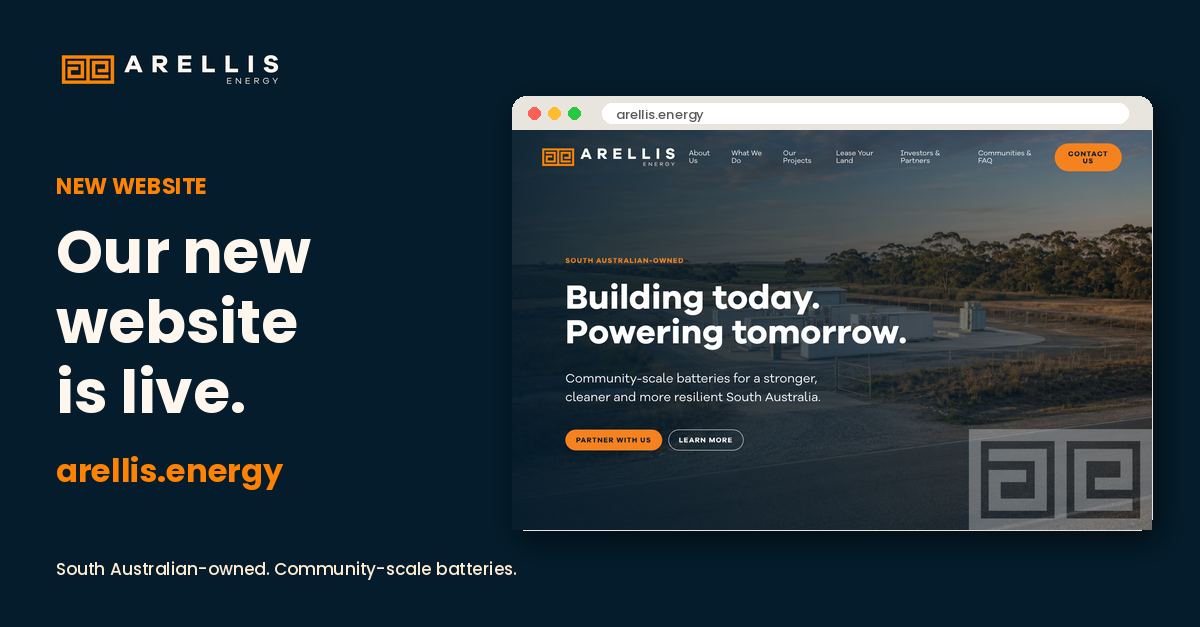 ARELLIS
ENERGY
NEW WEBSITE
Our new
website
is live.
arellis.energy
South Australian-owned. Community-scale batteries.
arellis.energy
ARELLIS
ENERGY
About
Us
What We
Do
Our
Projects
Lease Your
Land
Investors &
Partners
Communities &
FAQ
CONTACT
US
SOUTH AUSTRALIAN-OWNED
Building today.
Powering tomorrow.
Community-scale batteries for a stronger,
cleaner and more resilient South Australia.
PARTNER WITH US
LEARN MORE
ae